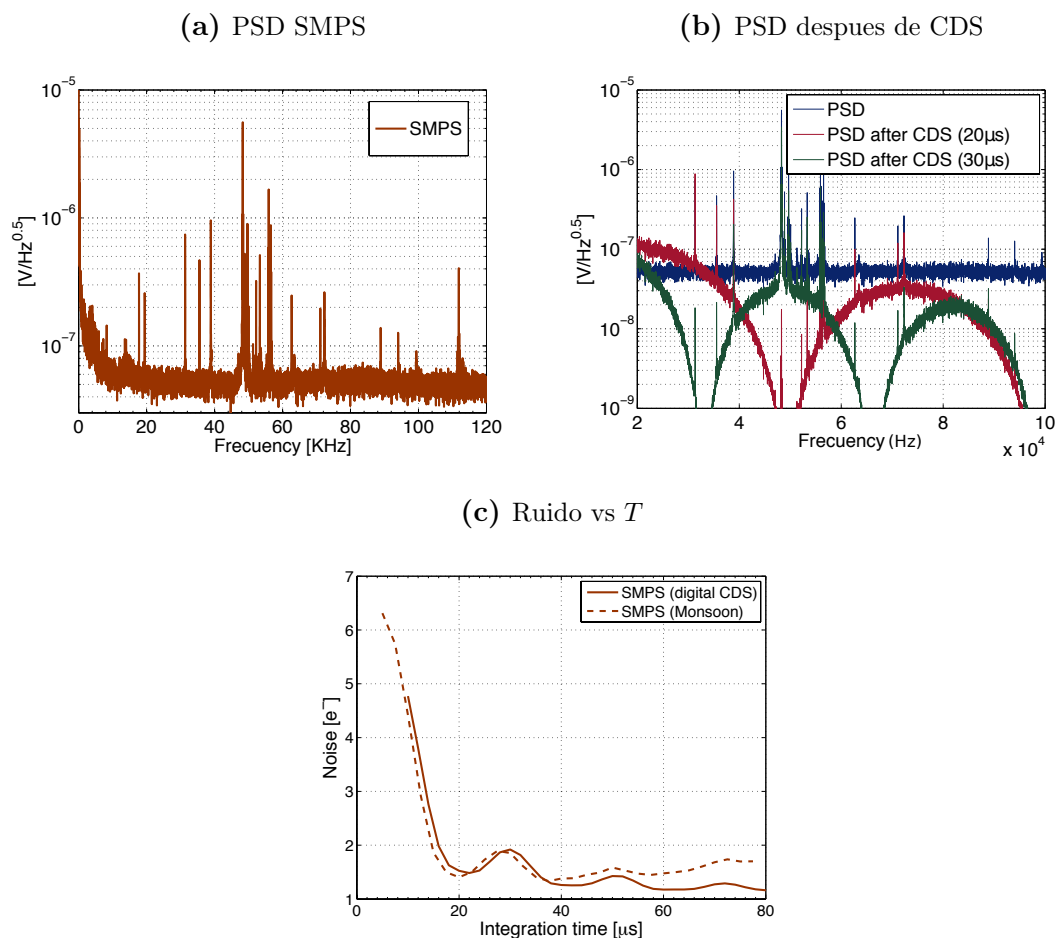 (a) PSD SMPS
(b) PSD despues de CDS
10^-5
10^-6
10^-7
[V/Hz^0.5]
SMPS
0 20 40 60 80 100 120
Frecuency [KHz]
10^-5
10^-6
10^-7
10^-8
10^-9
[V/Hz^0.5]
PSD
PSD after CDS (20µs)
PSD after CDS (30µs)
2 4 6 8 10
Frecuency (Hz)
x 10^4
(c) Ruido vs T
7
6
5
4
3
2
1
Noise [e^-]
SMPS (digital CDS)
SMPS (Monsoon)
0 20 40 60 80
Integration time [µs]